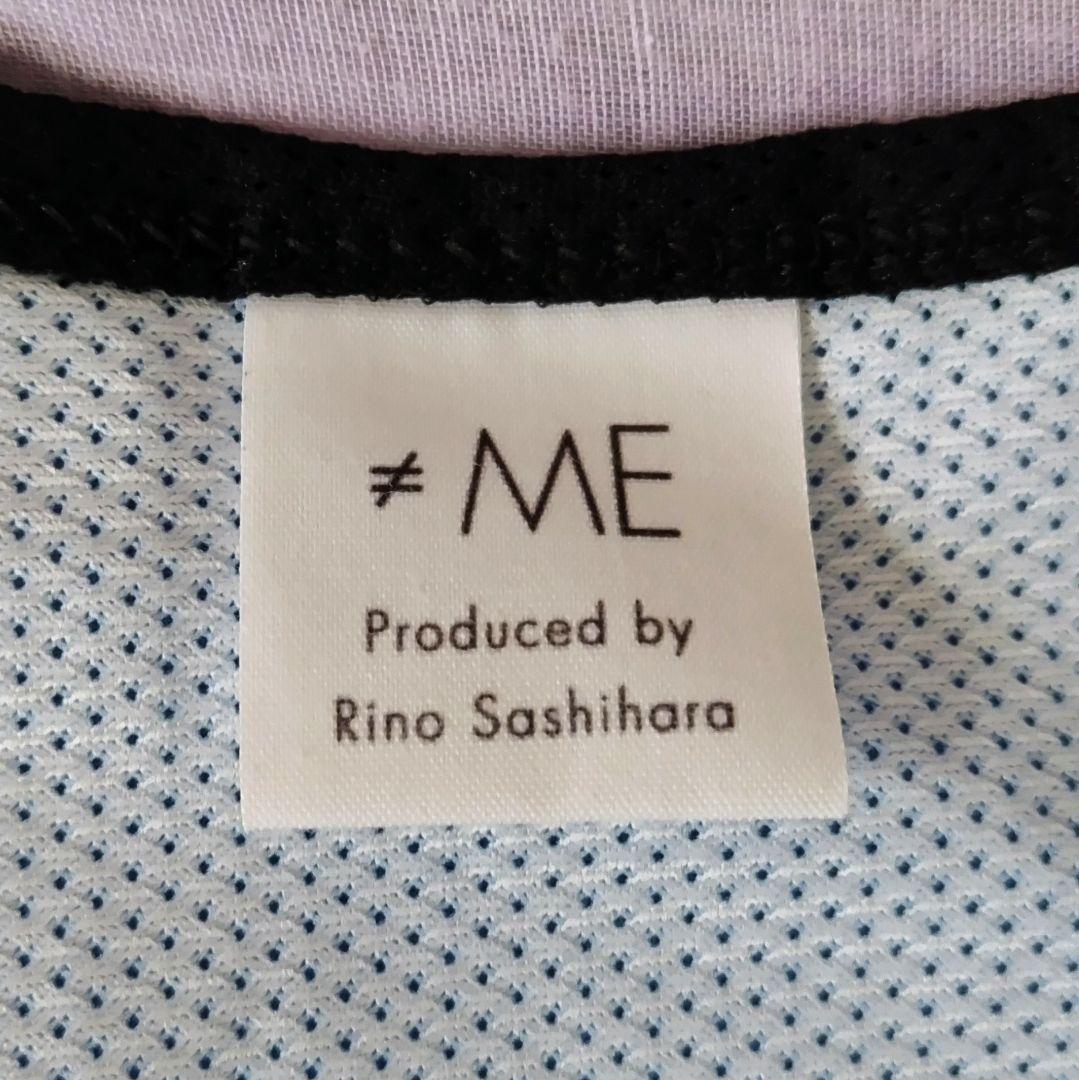 ≠ ME
Produced by
Rino Sashihara